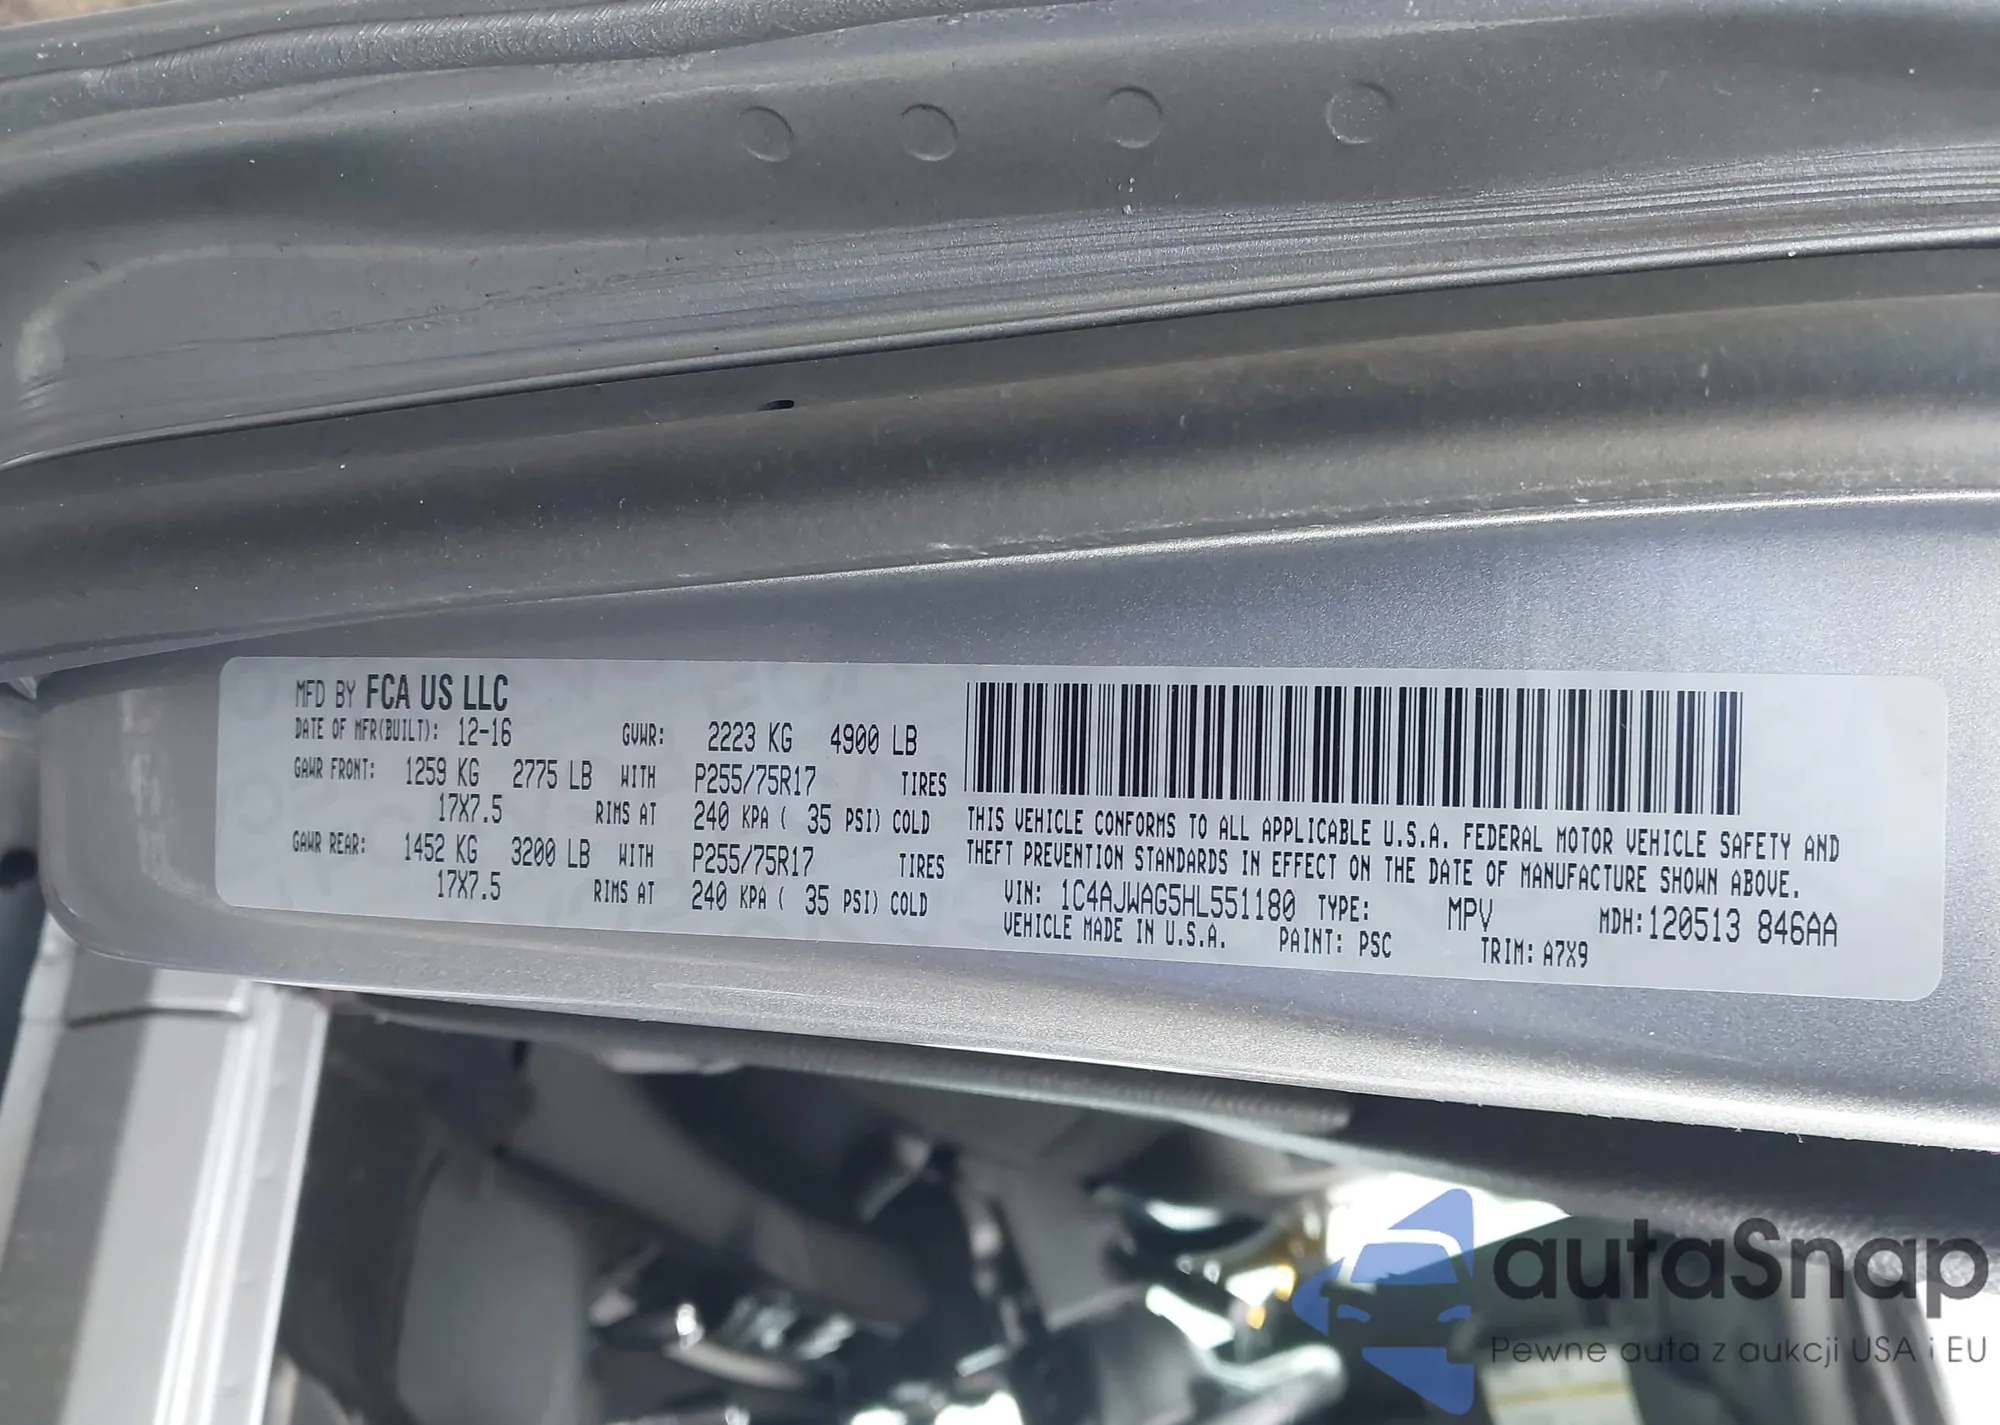 MFD BY FCA US LLC
DATE OF MFR(BUILT): 12-16 GVWR: 2223 KG 4900 LB
GAWR FRONT: 1259 KG 2775 LB WITH P255/75R17 TIRES
17X7.5 RIMS AT 240 KPA ( 35 PSI) COLD
GAWR REAR: 1452 KG 3200 LB WITH P255/75R17 TIRES
17X7.5 RIMS AT 240 KPA ( 35 PSI) COLD
THIS VEHICLE CONFORMS TO ALL APPLICABLE U.S.A. FEDERAL MOTOR VEHICLE SAFETY AND
THEFT PREVENTION STANDARDS IN EFFECT ON THE DATE OF MANUFACTURE SHOWN ABOVE.
VIN: 1C4AJWAG5HL551180 TYPE: MPV MDH:120513 846AA
VEHICLE MADE IN U.S.A. PAINT: PSC TRIM: A7X9
autaSnap
Pewne auta z aukcji USA i EU